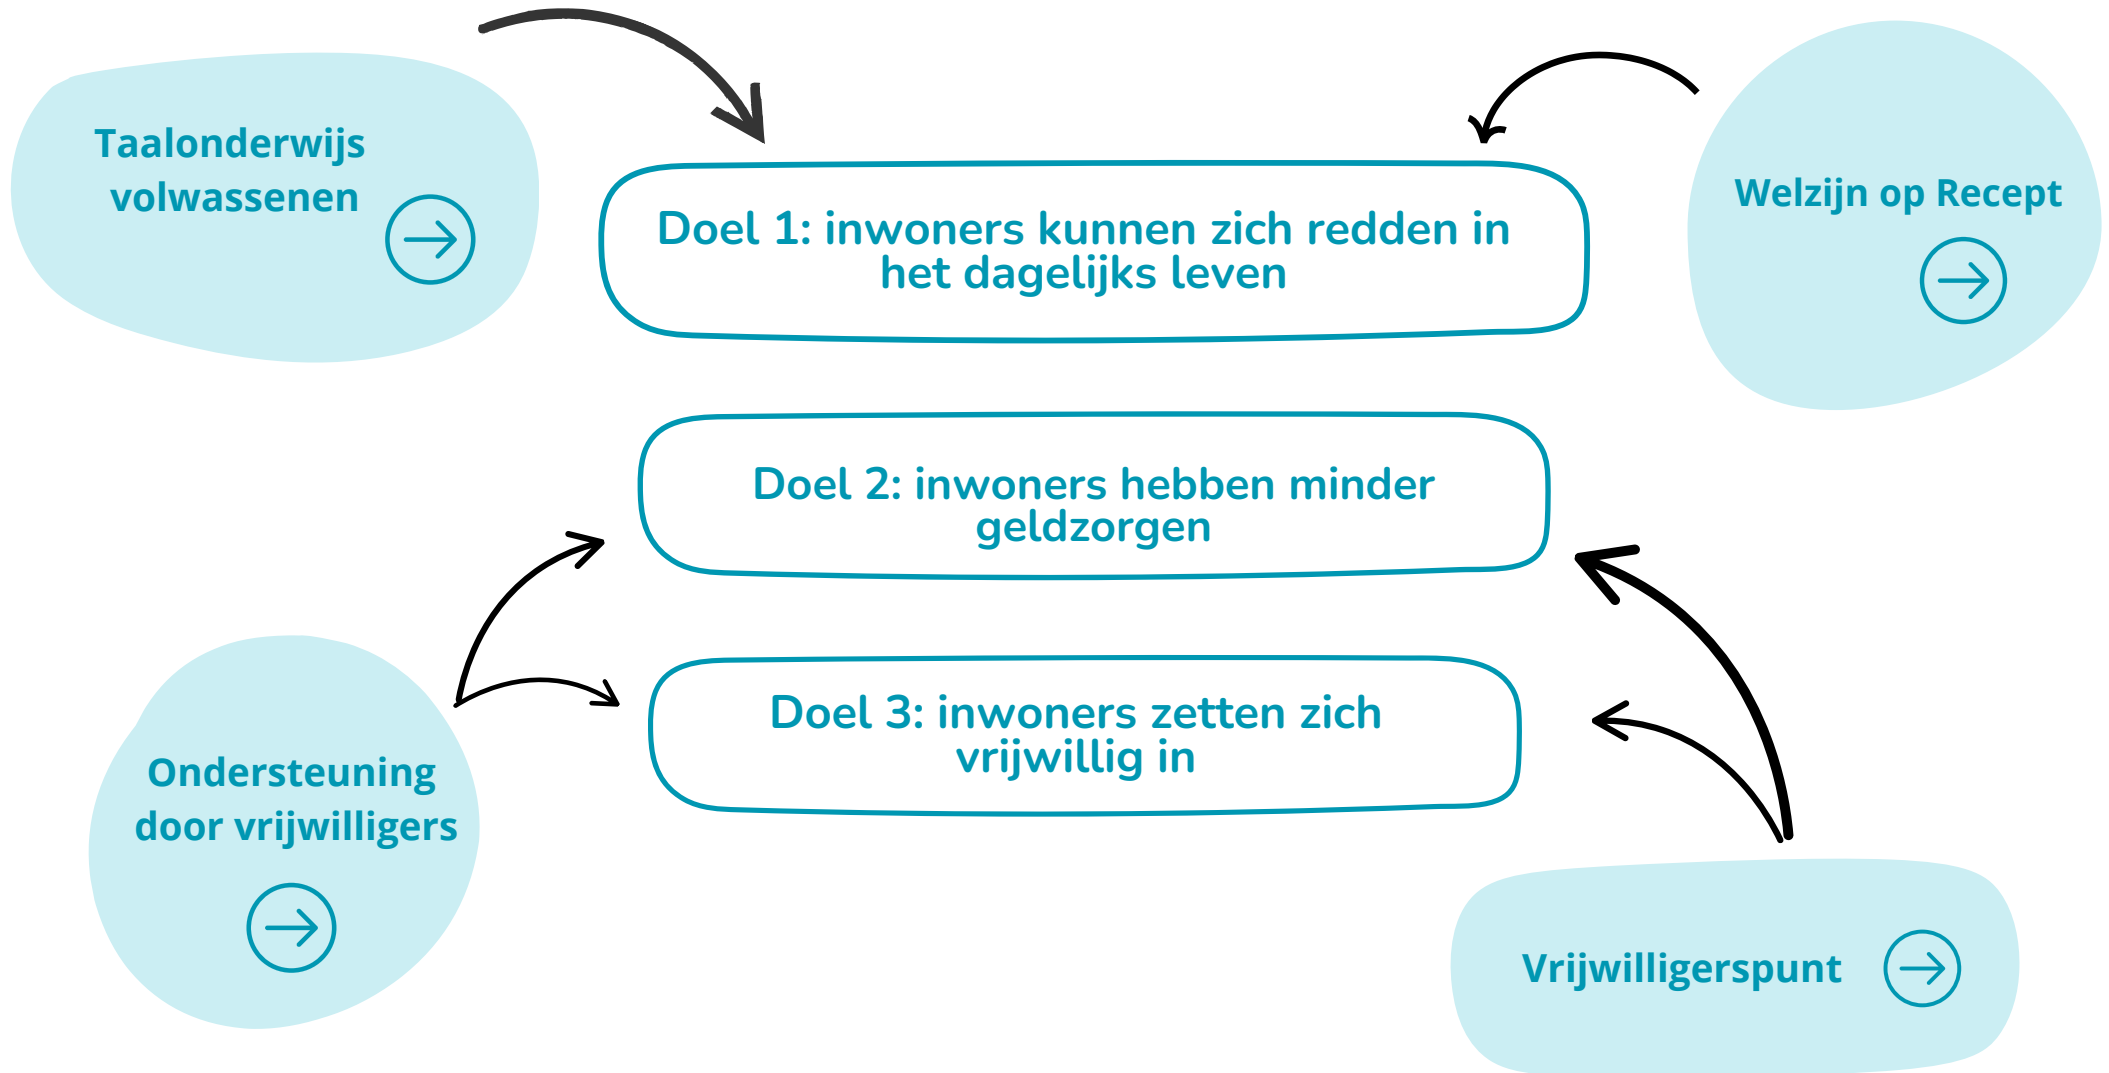 Taalonderwijs
volwassenen
Welzijn op Recept
Doel 1: inwoners kunnen zich redden in
het dagelijks leven
Doel 2: inwoners hebben minder
geldzorgen
Doel 3: inwoners zetten zich
vrijwillig in
Ondersteuning
door vrijwilligers
Vrijwilligerspunt